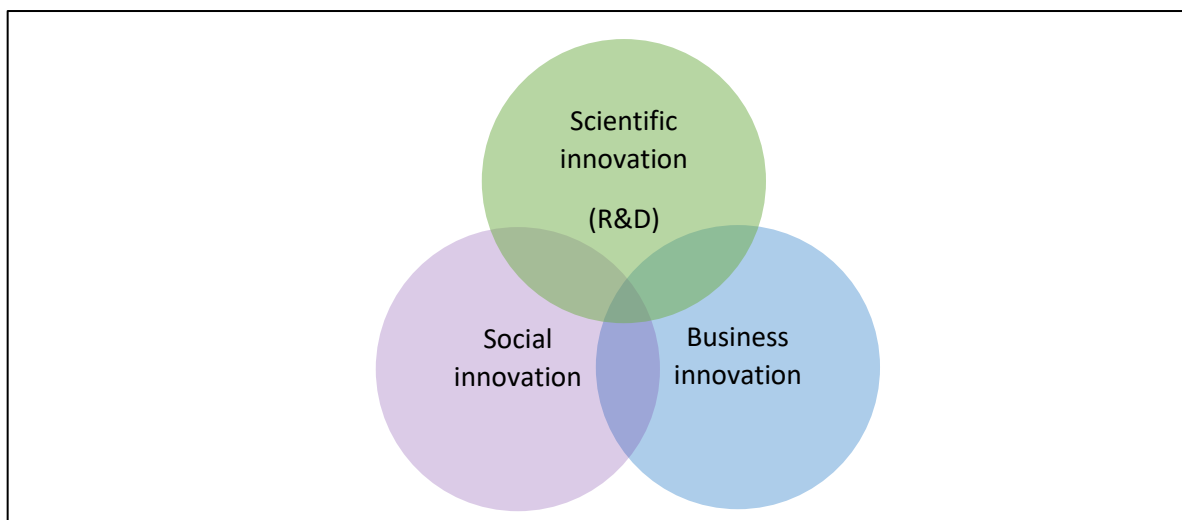 Scientific
innovation
(R&D)
Social
innovation
Business
innovation